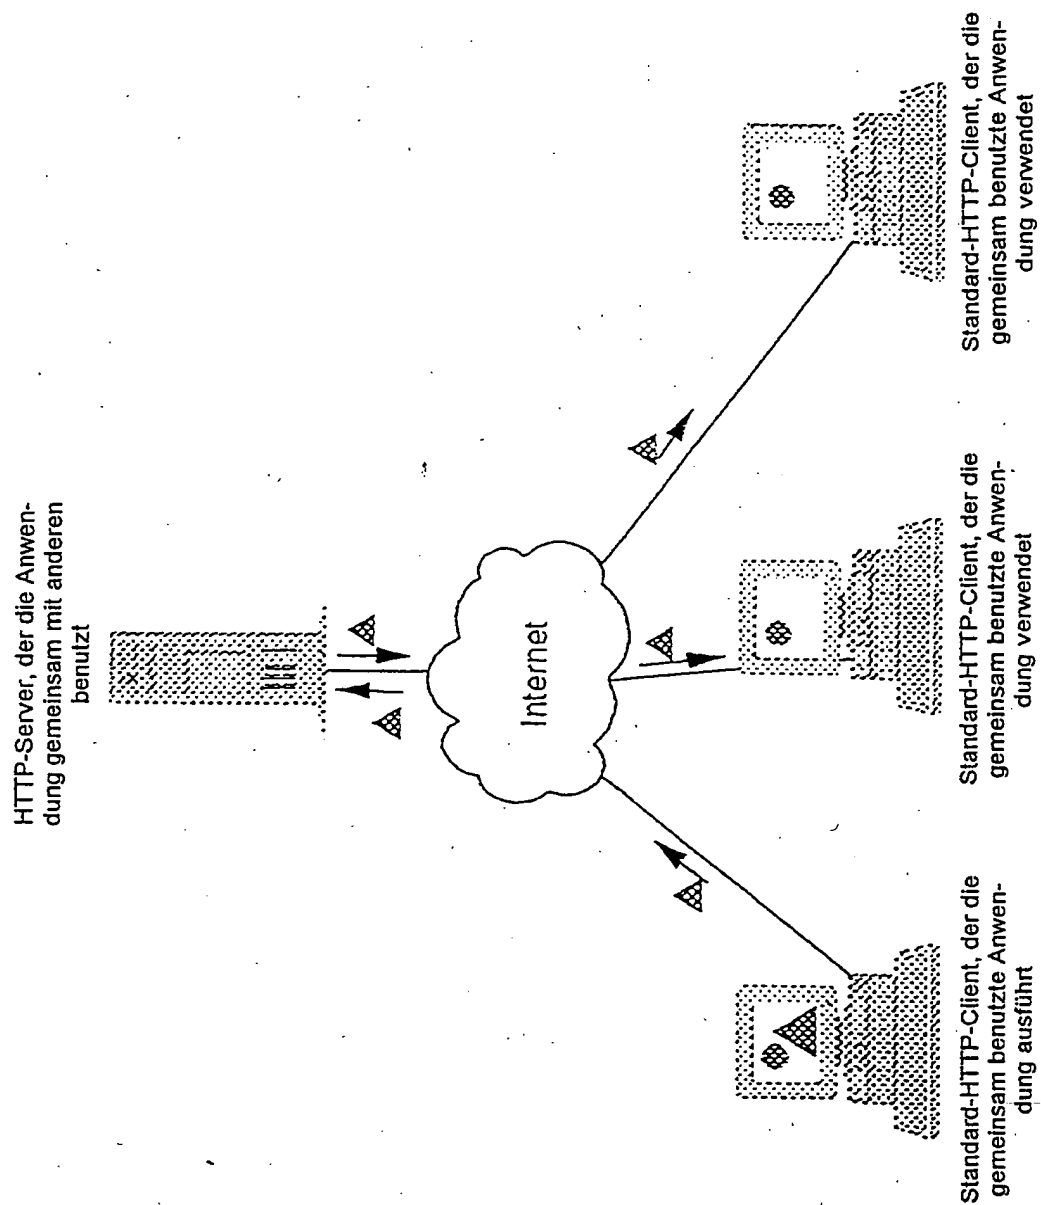 HTTP-Server, der die Anwen-
dung gemeinsam mit anderen
benutzt
Internet
Standard-HTTP-Client, der die
gemeinsam benutzte Anwen-
dung ausführt
Standard-HTTP-Client, der die
gemeinsam benutzte Anwen-
dung verwendet
Standard-HTTP-Client, der die
gemeinsam benutzte Anwen-
dung verwendet